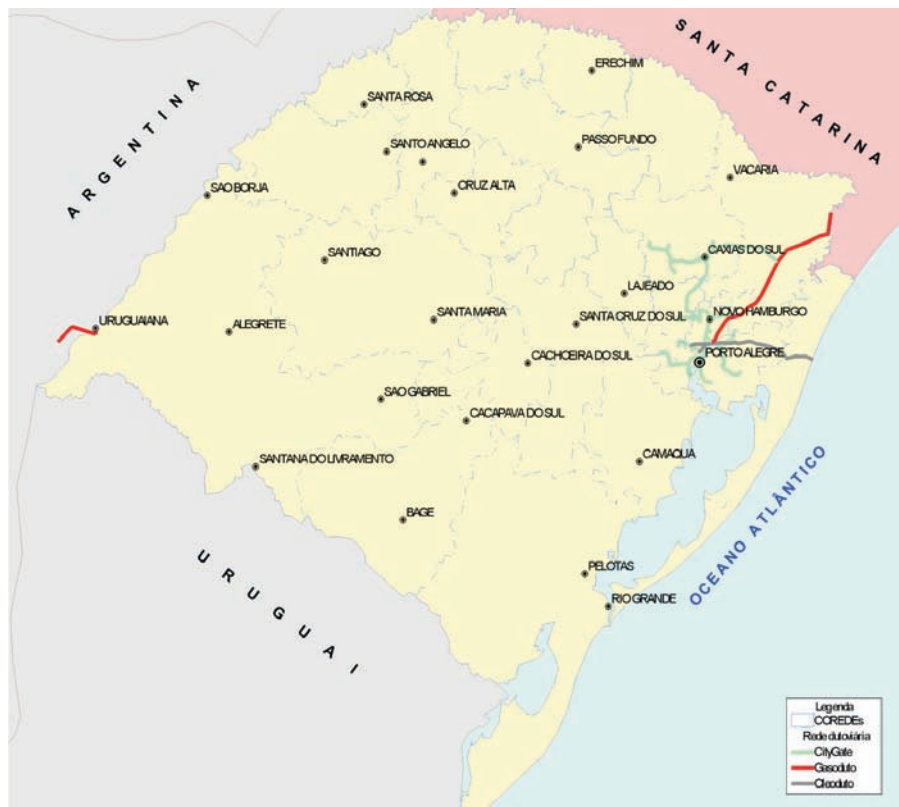 SANTA CATARINA
ARGENTINA
ERECHIM
SANTA ROSA
PASSO FUNDO
SANTO ANGELO
VACARIA
CRUZ ALTA
SAO BORJA
CAXIAS DO SUL
SANTIAGO
LAJEADO
URUGUAIANA
ALEGRETE
SANTA MARIA
SANTA CRUZ DO SUL
NOVO HAMBURGO
CACHOEIRA DO SUL
PORTO ALEGRE
SAO GABRIEL
CACAPAVA DO SUL
SANTANA DO LIVRAMENTO
CAMAQUA
OCEANO ATLÂNTICO
BAGE
URUGUAI
PELOTAS
RIO GRANDE
Legenda
COREDEs
Rede dutoviária
CityGate
Gasoduto
Oleoduto